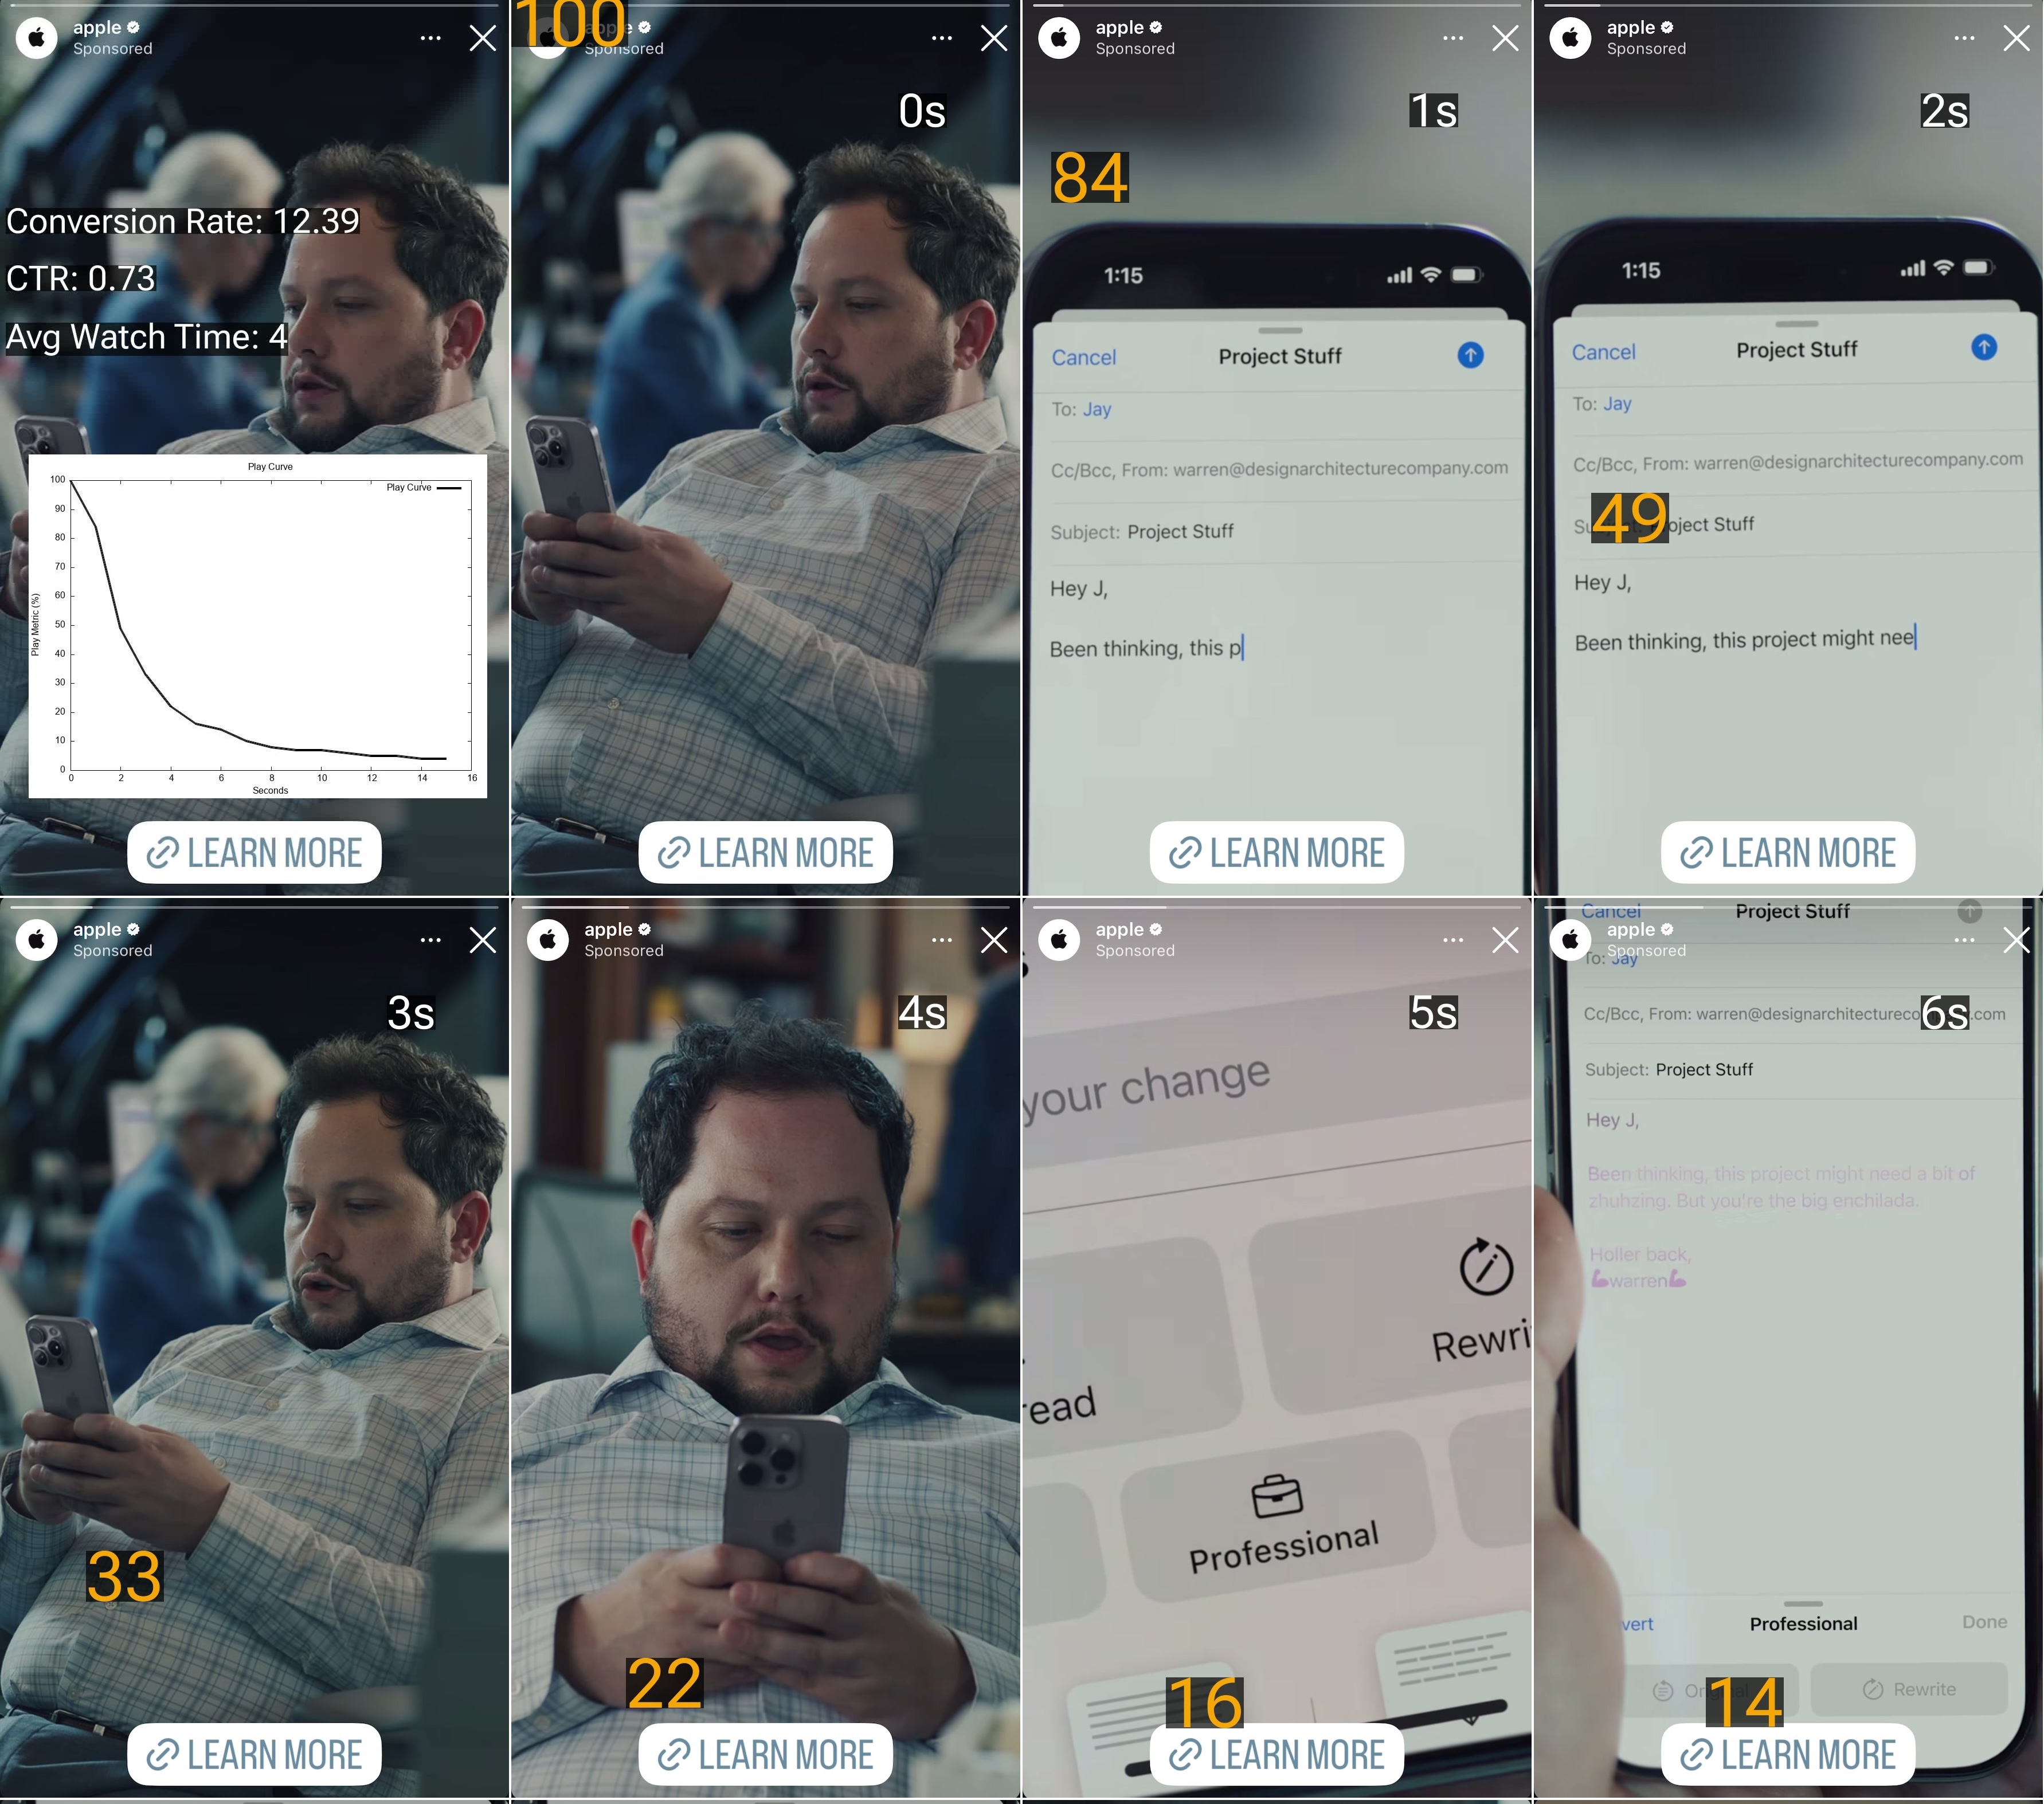 apple
Sponsored
Conversion Rate: 12.39
CTR: 0.73
Avg Watch Time: 4
Play Curve
Play Curve
100
90
80
70
60
50
40
30
20
10
0
0 2 4 6 8 10 12 14 16
Play Metric (%)
Seconds
LEARN MORE
100
apple
Sponsored
0s
LEARN MORE
apple
Sponsored
1s
84
1:15
Cancel Project Stuff
To: Jay
Cc/Bcc, From: warren@designarchitecturecompany.com
Subject: Project Stuff
Hey J,
Been thinking, this p
LEARN MORE
apple
Sponsored
2s
1:15
Cancel Project Stuff
To: Jay
Cc/Bcc, From: warren@designarchitecturecompany.com
49
Project Stuff
Hey J,
Been thinking, this project might nee
LEARN MORE
apple
Sponsored
3s
33
LEARN MORE
apple
Sponsored
4s
22
LEARN MORE
apple
Sponsored
5s
your change
Rewri
read
Professional
16
LEARN MORE
Cancel Project Stuff
apple
Sponsored
To: Jay
6s
Cc/Bcc, From: warren@designarchitectureco .com
Subject: Project Stuff
Hey J,
Been thinking, this project might need a bit of
zhuhzing. But you're the big enchilada.
Holler back,
💪warren💪
vert Professional Done
Rewrite
14
LEARN MORE